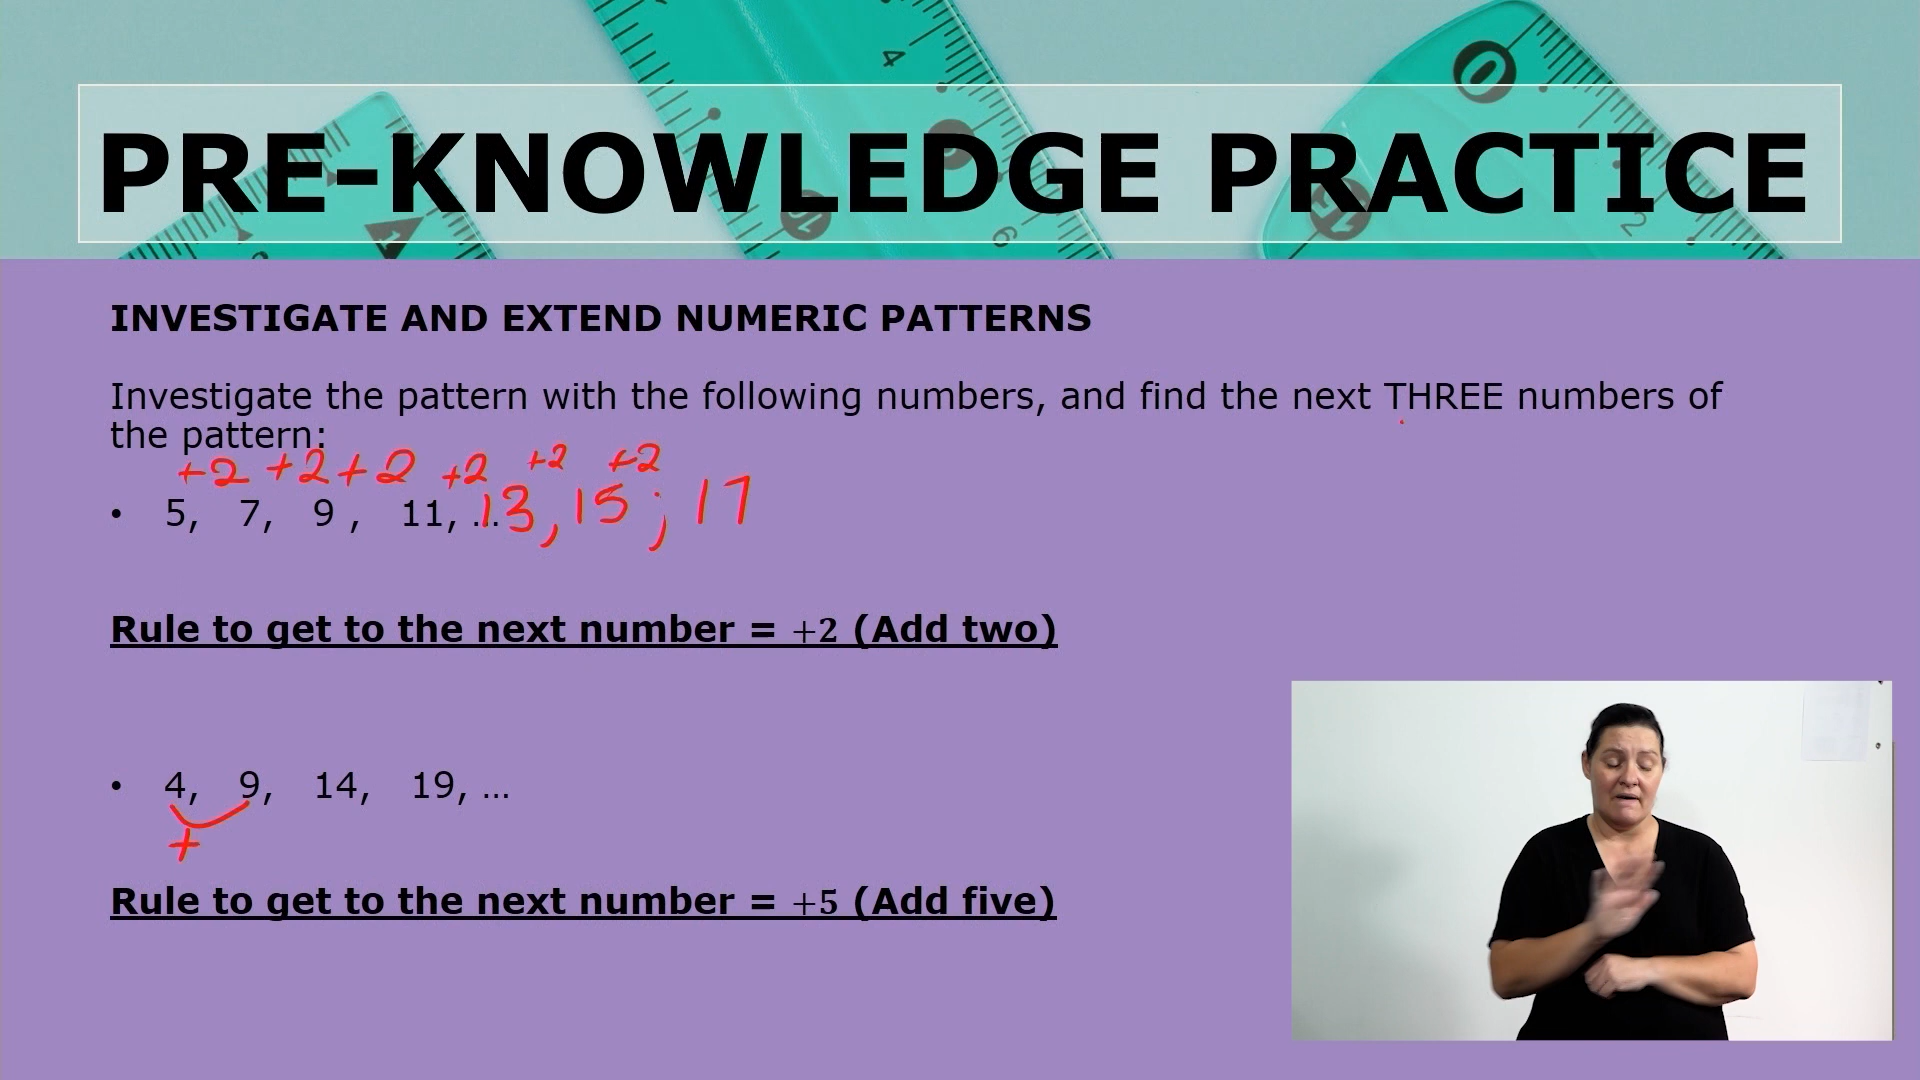 PRE-KNOWLEDGE PRACTICE
INVESTIGATE AND EXTEND NUMERIC PATTERNS
Investigate the pattern with the following numbers, and find the next THREE numbers of
the pattern:
+2 +2 +2 +2 +2 +2
• 5, 7, 9 , 11, ... 13, 15; 17
Rule to get to the next number = +2 (Add two)
• 4, 9, 14, 19, ...
+
Rule to get to the next number = +5 (Add five)